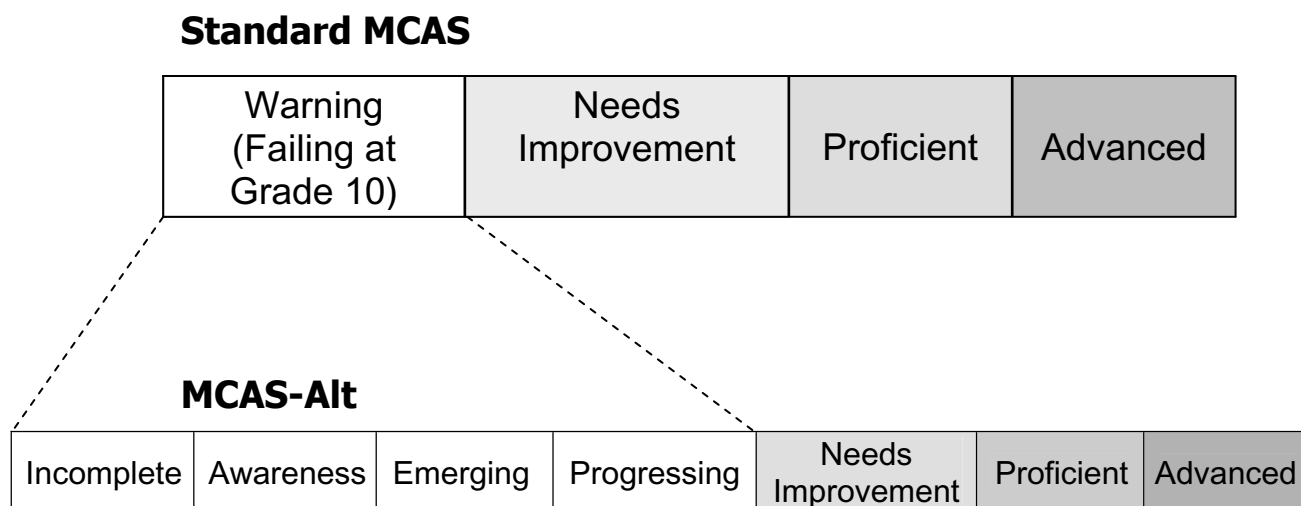 Standard MCAS
Warning
(Failing at
Grade 10)
Needs
Improvement
Proficient
Advanced
MCAS-Alt
Incomplete
Awareness
Emerging
Progressing
Needs
Improvement
Proficient
Advanced